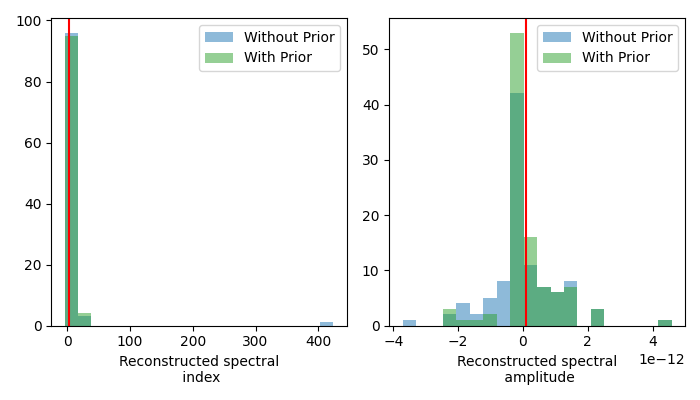 100
80
60
40
20
0
Without Prior
With Prior
0
100
200
300
400
Reconstructed spectral
index
50
40
30
20
10
0
Without Prior
With Prior
−4
−2
0
2
4
1e−12
Reconstructed spectral
amplitude